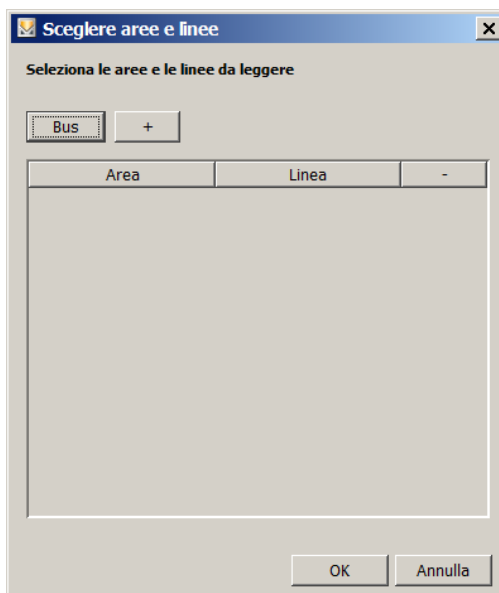 Sceglere aree e linee
Seleziona le aree e le linee da leggere
Bus +
Area Linea -
OK Annulla